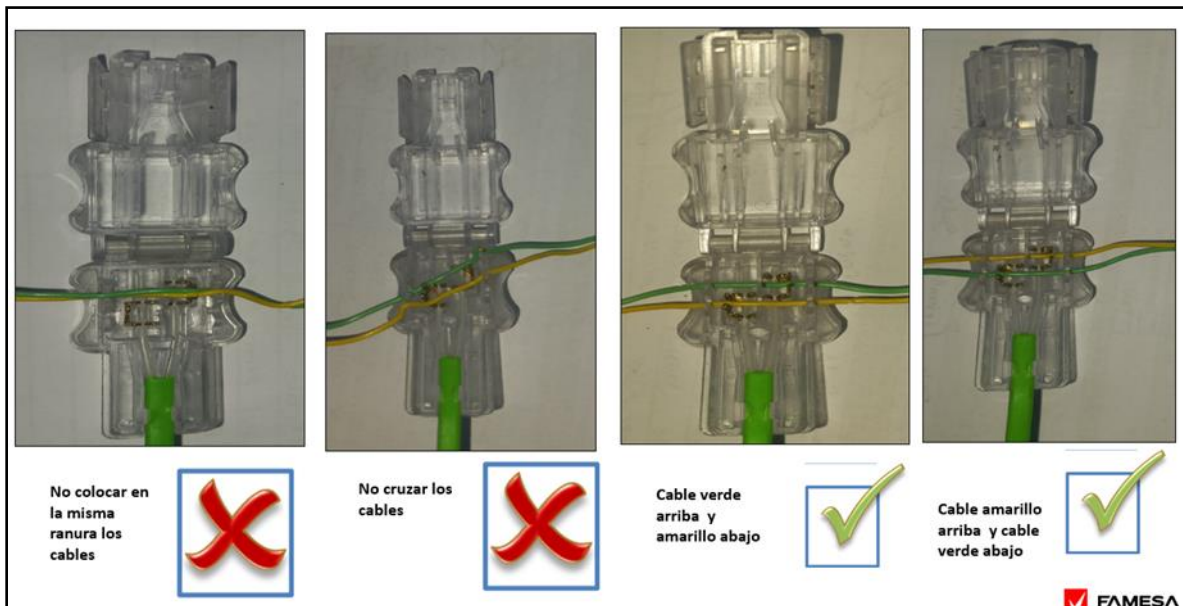 No colocar en
la misma
ranura los
cables
No cruzar los
cables
Cable verde
arriba y
amarillo abajo
Cable amarillo
arriba y cable
verde abajo
FAMESA